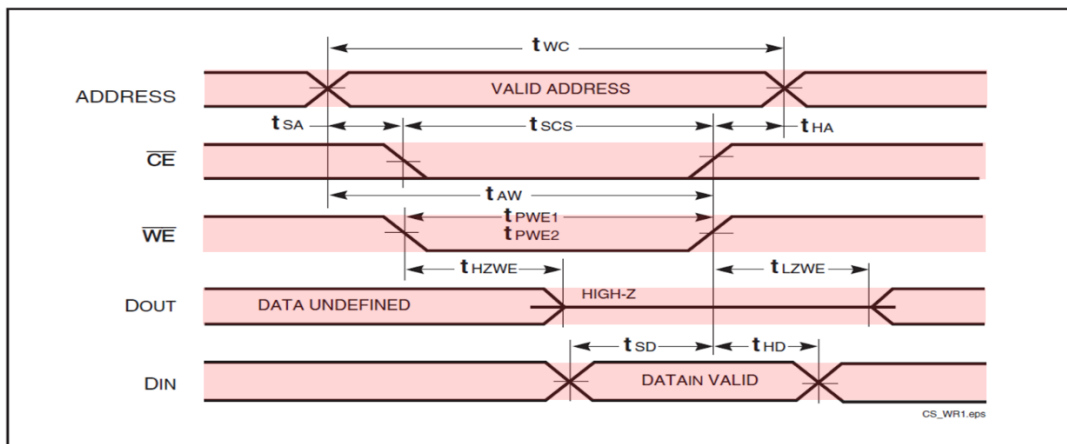 tWC
ADDRESS
VALID ADDRESS
tSA
tSCS
tHA
CE
tAW
WE
tPWE1
tPWE2
tHZWE
tLZWE
DOUT
DATA UNDEFINED
HIGH-Z
tSD
tHD
DIN
DATAIN VALID
CS_WR1.eps